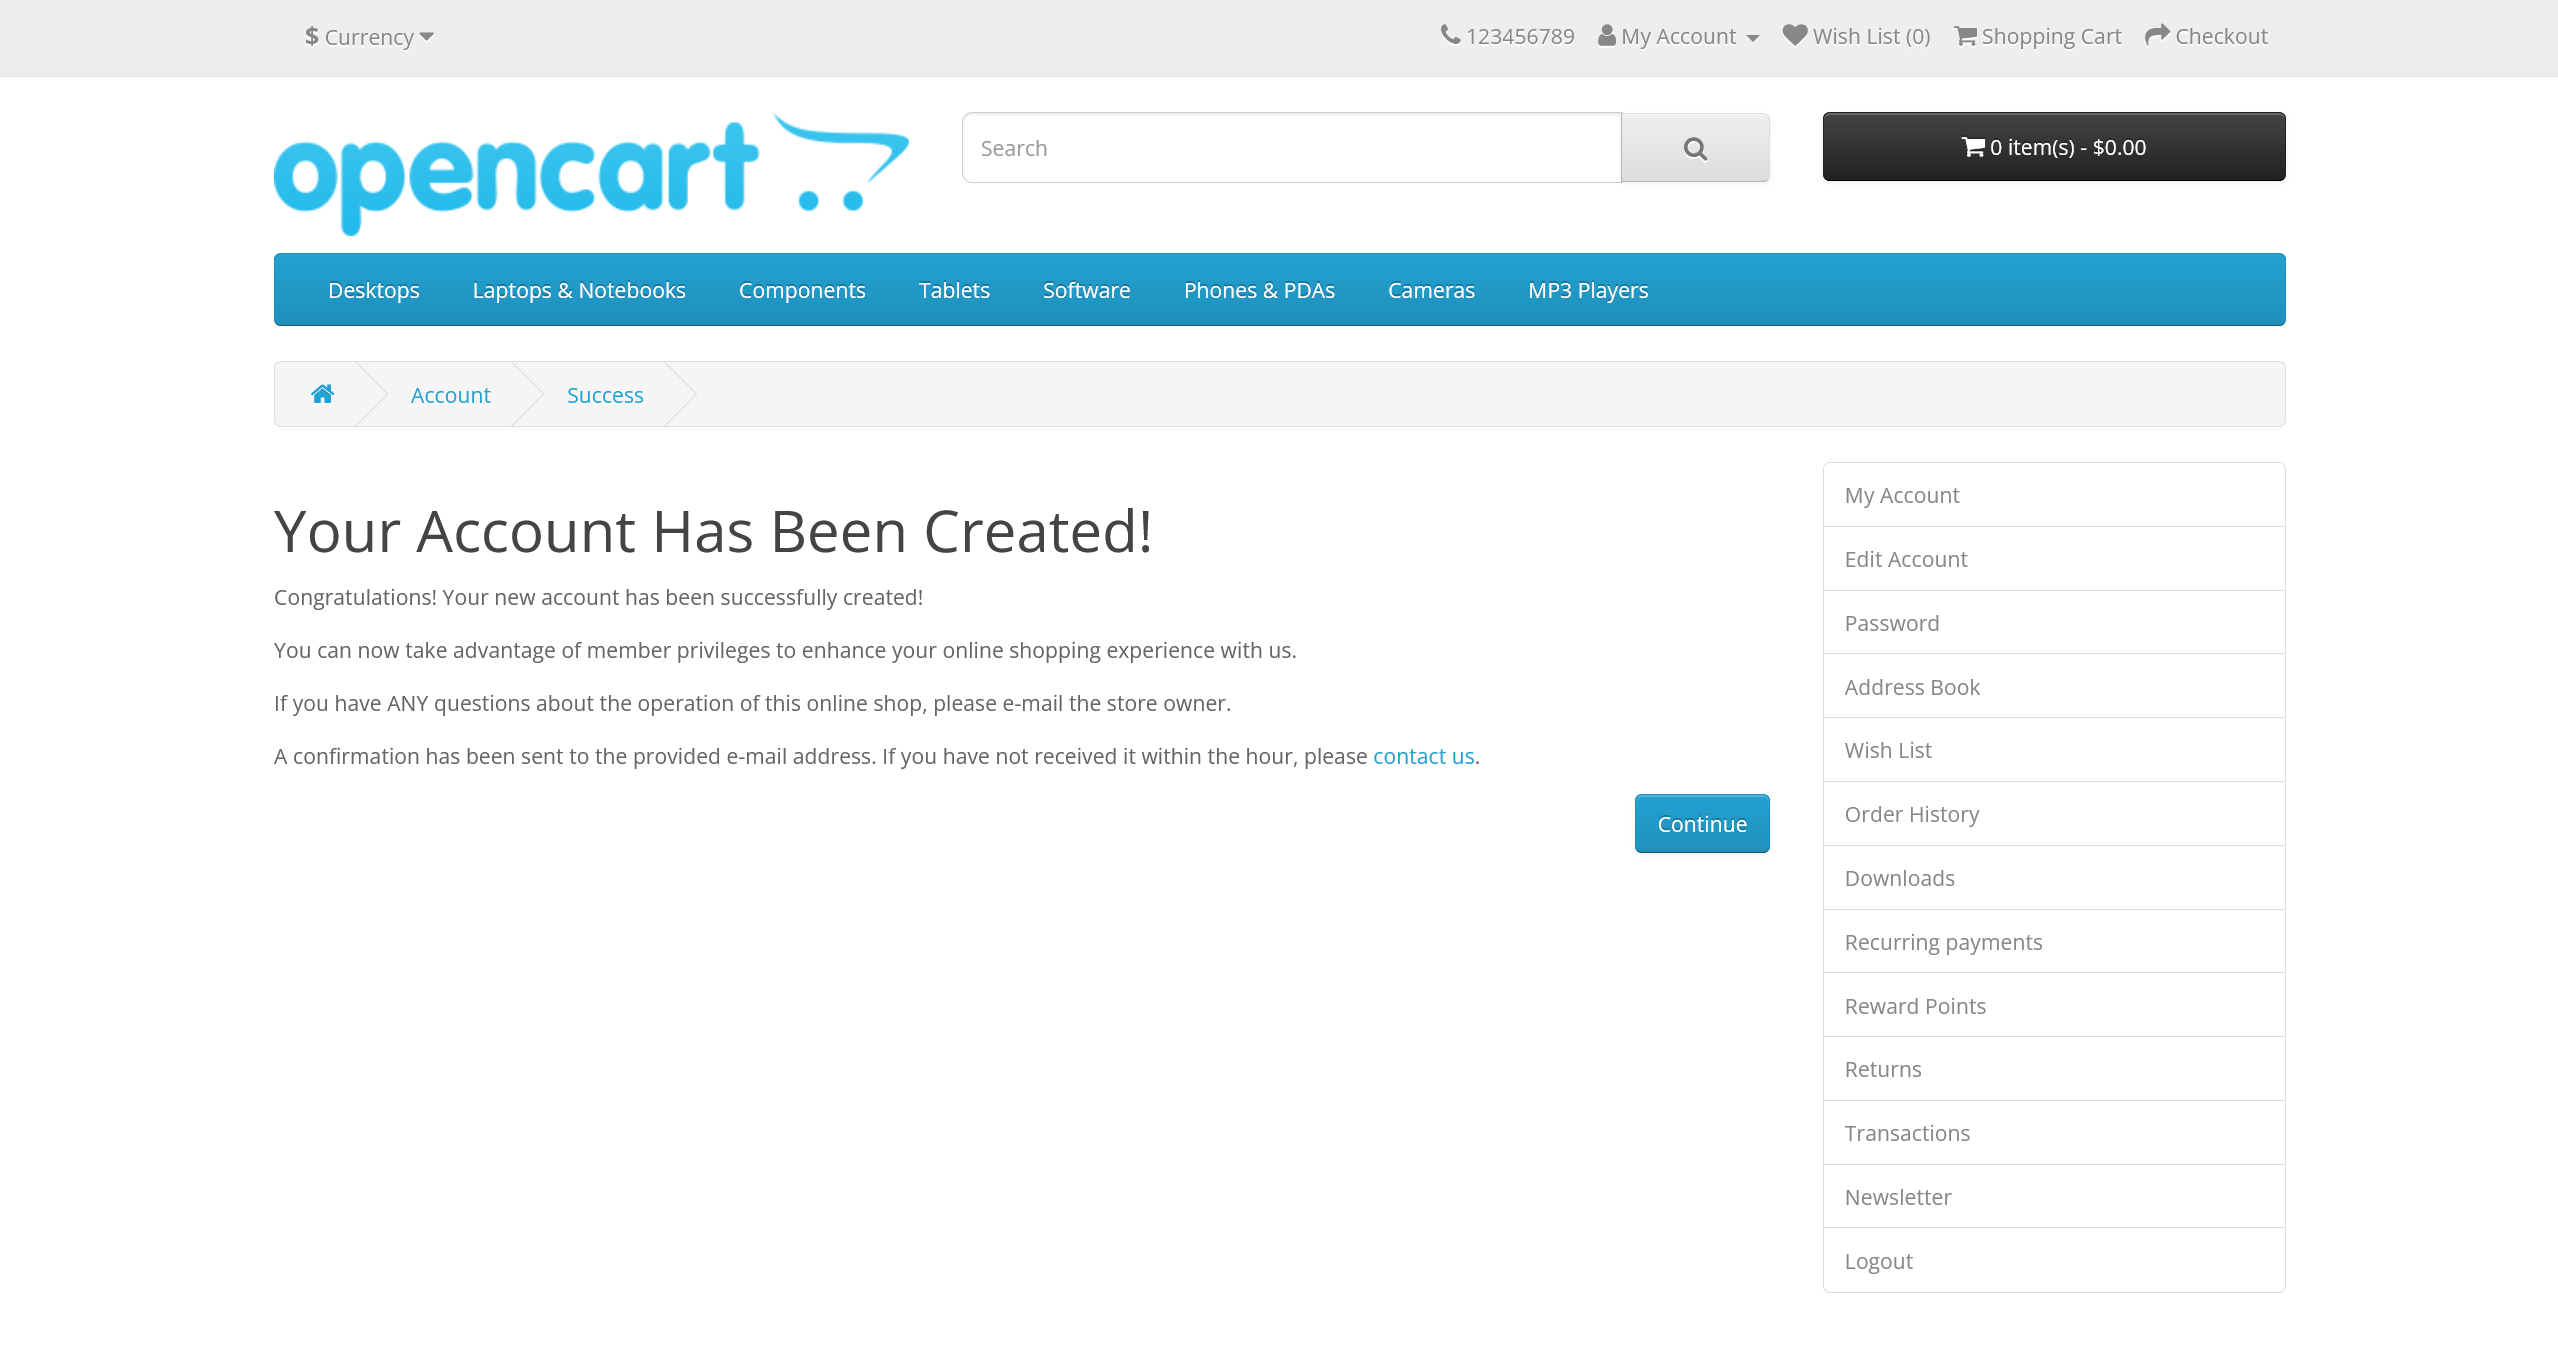 $ Currency
123456789 My Account Wish List (0) Shopping Cart Checkout
opencart
Search
0 item(s) - $0.00
Desktops Laptops & Notebooks Components Tablets Software Phones & PDAs Cameras MP3 Players
Account Success
Your Account Has Been Created!
Congratulations! Your new account has been successfully created!
You can now take advantage of member privileges to enhance your online shopping experience with us.
If you have ANY questions about the operation of this online shop, please e-mail the store owner.
A confirmation has been sent to the provided e-mail address. If you have not received it within the hour, please contact us.
Continue
My Account
Edit Account
Password
Address Book
Wish List
Order History
Downloads
Recurring payments
Reward Points
Returns
Transactions
Newsletter
Logout